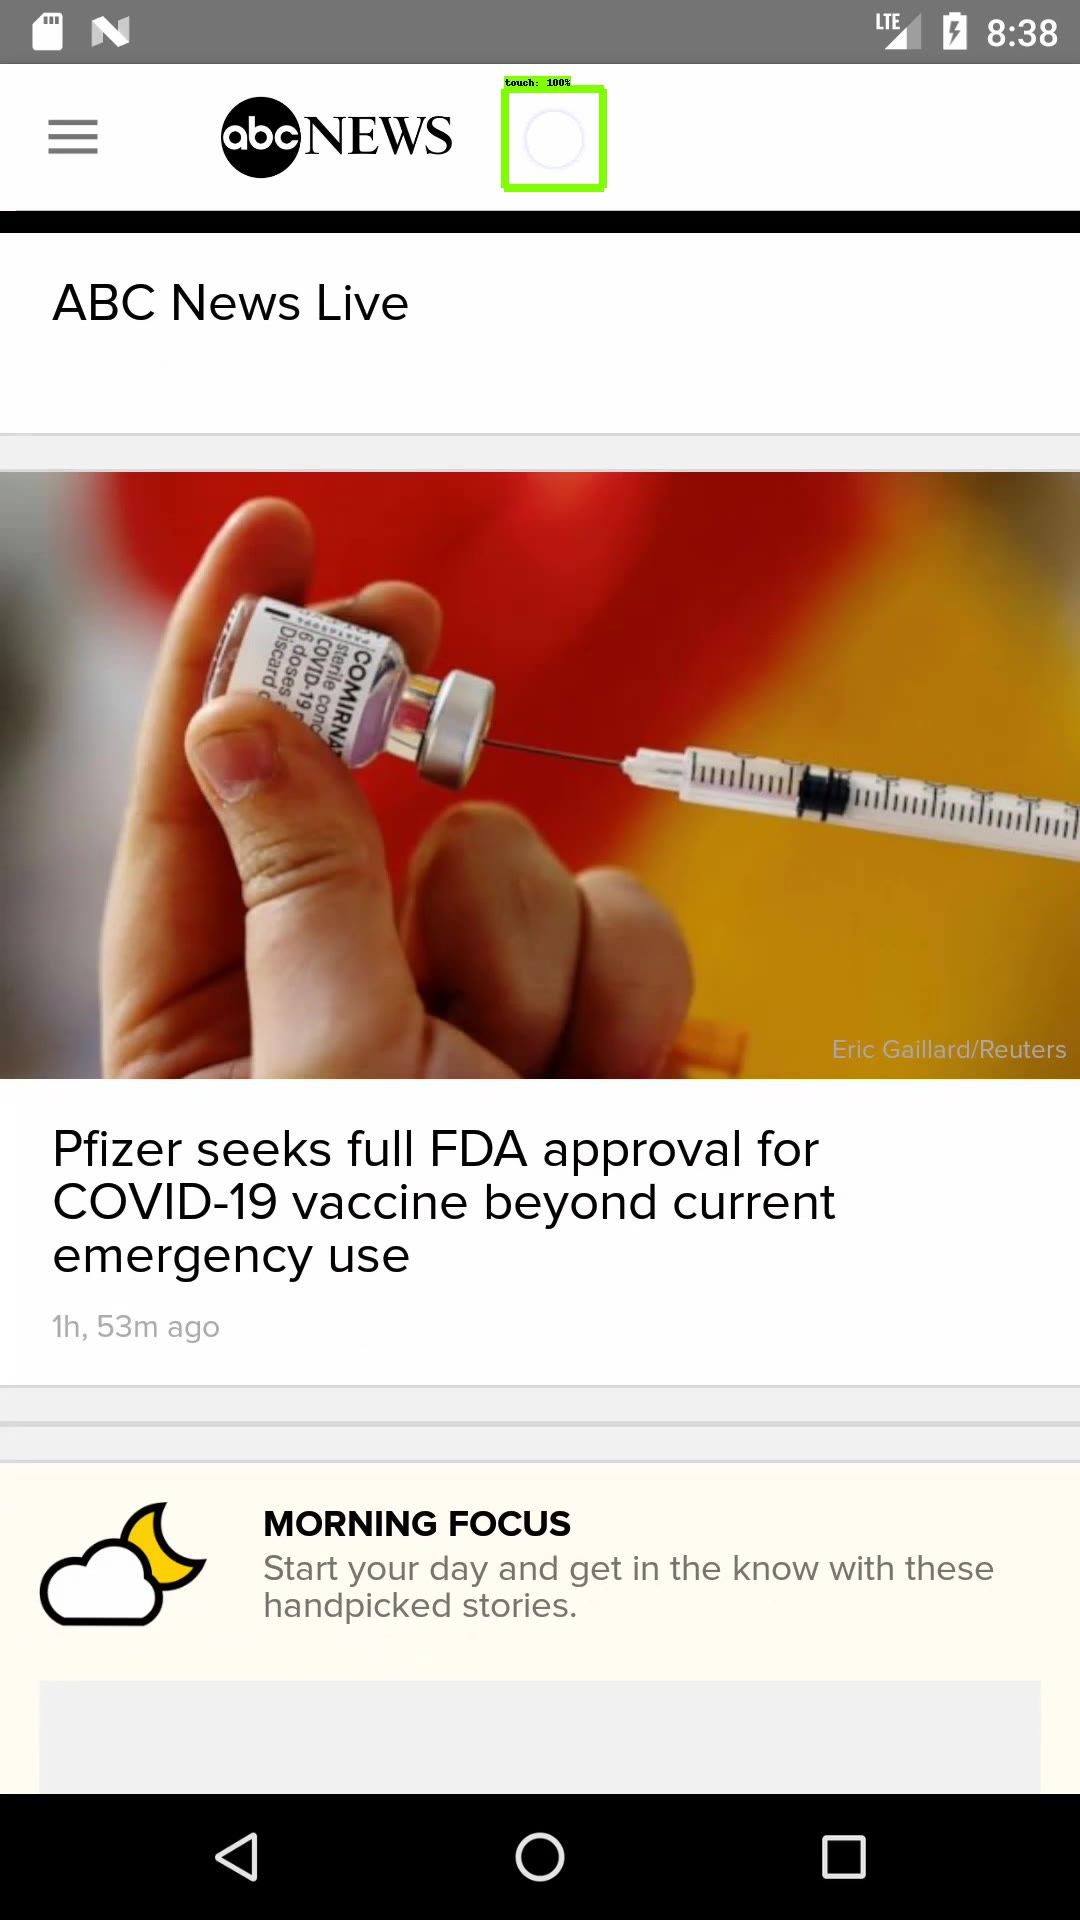 LTE 8:38
touch: 100%
abc NEWS
ABC News Live
COMIRNA
sterile conc
COVID-19
6 doses
Discard
Eric Gaillard/Reuters
Pfizer seeks full FDA approval for
COVID-19 vaccine beyond current
emergency use
1h, 53m ago
MORNING FOCUS
Start your day and get in the know with these
handpicked stories.